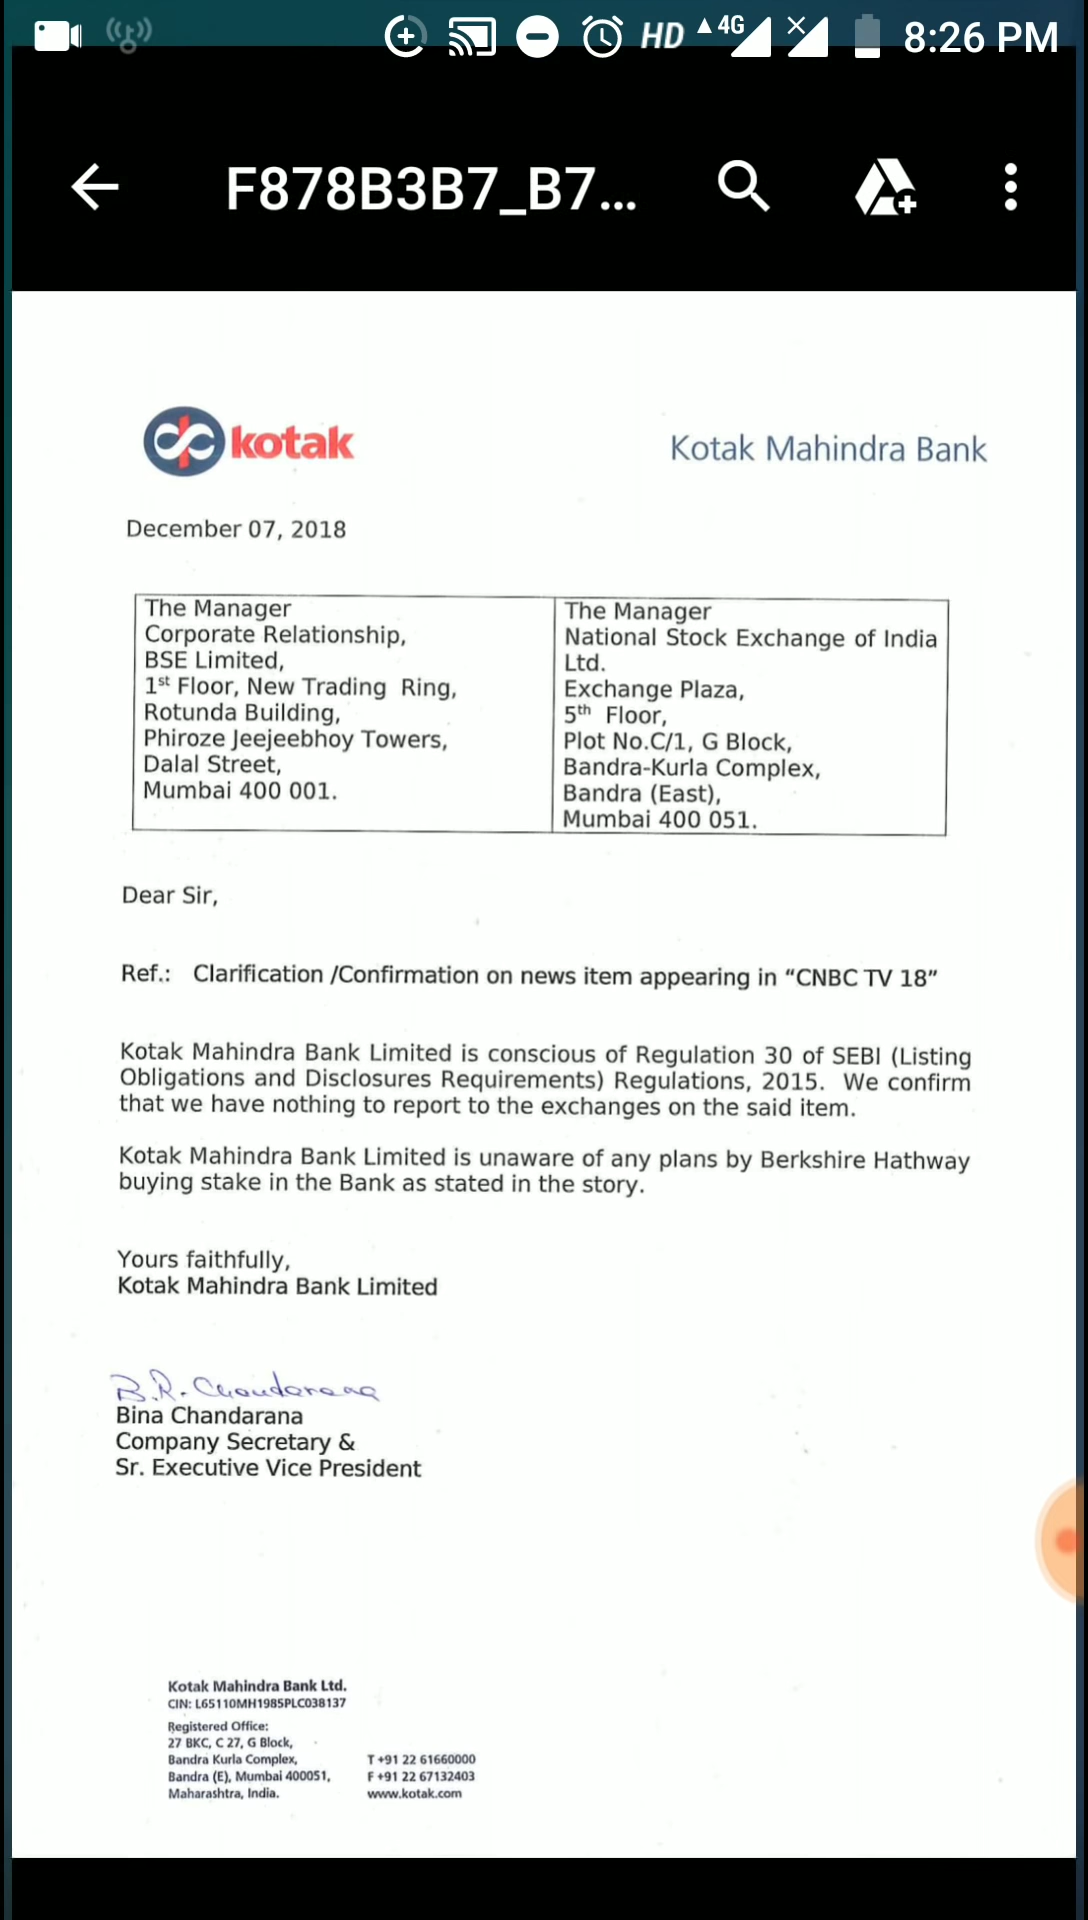 HD 4G 8:26 PM
F878B3B7_B7...
kotak
Kotak Mahindra Bank
December 07, 2018
The Manager
Corporate Relationship,
BSE Limited,
1st Floor, New Trading Ring,
Rotunda Building,
Phiroze Jeejeebhoy Towers,
Dalal Street,
Mumbai 400 001.
The Manager
National Stock Exchange of India
Ltd.
Exchange Plaza,
5th Floor,
Plot No.C/1, G Block,
Bandra-Kurla Complex,
Bandra (East),
Mumbai 400 051.
Dear Sir,
Ref.: Clarification /Confirmation on news item appearing in “CNBC TV 18”
Kotak Mahindra Bank Limited is conscious of Regulation 30 of SEBI (Listing
Obligations and Disclosures Requirements) Regulations, 2015. We confirm
that we have nothing to report to the exchanges on the said item.
Kotak Mahindra Bank Limited is unaware of any plans by Berkshire Hathway
buying stake in the Bank as stated in the story.
Yours faithfully,
Kotak Mahindra Bank Limited
B.R. Chandarana
Bina Chandarana
Company Secretary &
Sr. Executive Vice President
Kotak Mahindra Bank Ltd.
CIN: L65110MH1985PLC038137
Registered Office:
27 BKC, C 27, G Block,
Bandra Kurla Complex,
Bandra (E), Mumbai 400051,
Maharashtra, India.
T +91 22 61660000
F +91 22 67132403
www.kotak.com